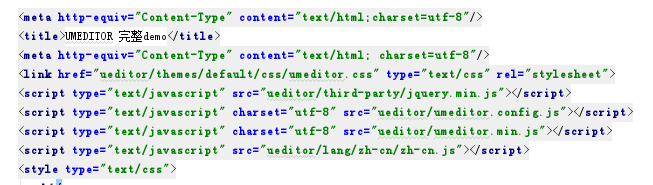 <meta http-equiv="Content-Type" content="text/html;charset=utf-8"/>
<title>UMEDITOR 完整demo</title>
<meta http-equiv="Content-Type" content="text/html; charset=utf-8"/>
<link href="ueditor/themes/default/css/umeditor.css" type="text/css" rel="stylesheet">
<script type="text/javascript" src="ueditor/third-party/jquery.min.js"></script>
<script type="text/javascript" charset="utf-8" src="ueditor/umeditor.config.js"></script>
<script type="text/javascript" charset="utf-8" src="ueditor/umeditor.min.js"></script>
<script type="text/javascript" src="ueditor/lang/zh-cn/zh-cn.js"></script>
<style type="text/css">